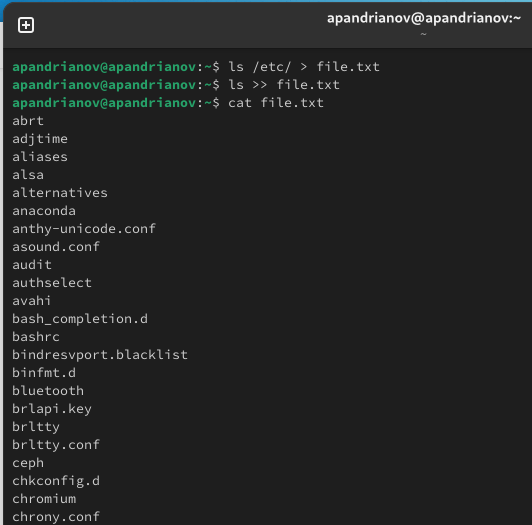 apandrianov@apandrianov:~
~
apandrianov@apandrianov:~$ ls /etc/ > file.txt
apandrianov@apandrianov:~$ ls >> file.txt
apandrianov@apandrianov:~$ cat file.txt
abrt
adjtime
aliases
alsa
alternatives
anaconda
anthy-unicode.conf
asound.conf
audit
authselect
avahi
bash_completion.d
bashrc
bindresvport.blacklist
binfmt.d
bluetooth
brlapi.key
brltty
brltty.conf
ceph
chkconfig.d
chromium
chrony.conf